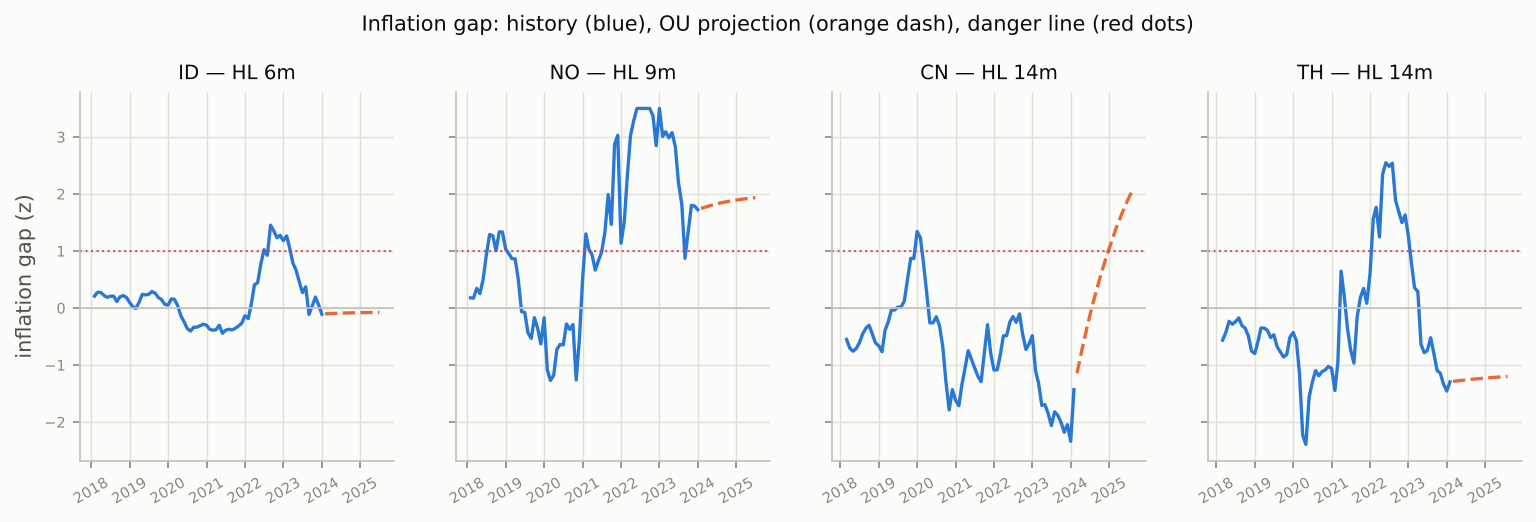 Inflation gap: history (blue), OU projection (orange dash), danger line (red dots)
ID — HL 6m
NO — HL 9m
CN — HL 14m
TH — HL 14m
inflation gap (z)
3
2
1
0
−1
−2
2018 2019 2020 2021 2022 2023 2024 2025
2018 2019 2020 2021 2022 2023 2024 2025
2018 2019 2020 2021 2022 2023 2024 2025
2018 2019 2020 2021 2022 2023 2024 2025